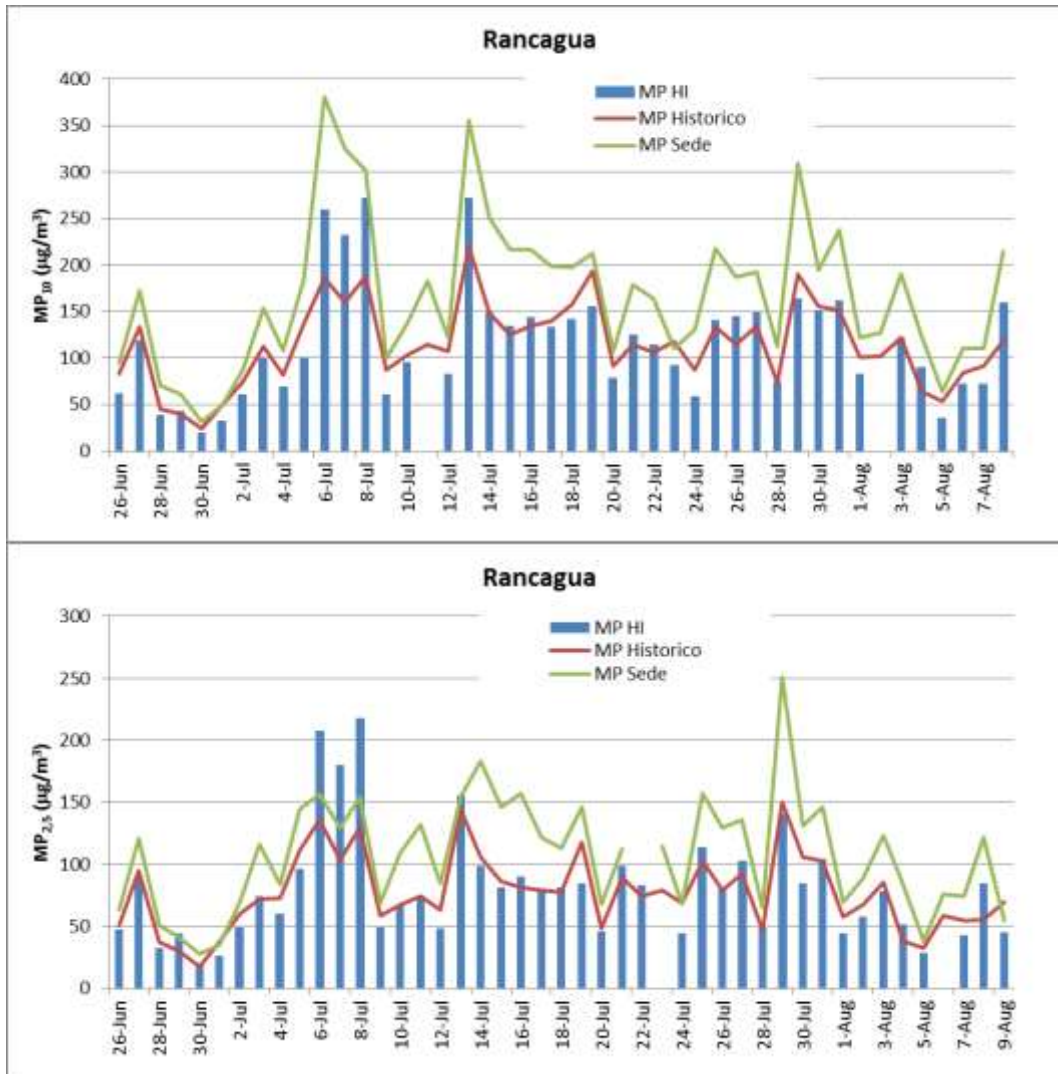 Rancagua
MP HI
MP Historico
MP Sede
MP₁₀ (µg/m³)
400
350
300
250
200
150
100
50
0
26-Jun
28-Jun
30-Jun
2-Jul
4-Jul
6-Jul
8-Jul
10-Jul
12-Jul
14-Jul
16-Jul
18-Jul
20-Jul
22-Jul
24-Jul
26-Jul
28-Jul
30-Jul
1-Aug
3-Aug
5-Aug
7-Aug
Rancagua
MP HI
MP Historico
MP Sede
MP₂,₅ (µg/m³)
300
250
200
150
100
50
0
26-Jun
28-Jun
30-Jun
2-Jul
4-Jul
6-Jul
8-Jul
10-Jul
12-Jul
14-Jul
16-Jul
18-Jul
20-Jul
22-Jul
24-Jul
26-Jul
28-Jul
30-Jul
1-Aug
3-Aug
5-Aug
7-Aug
9-Aug